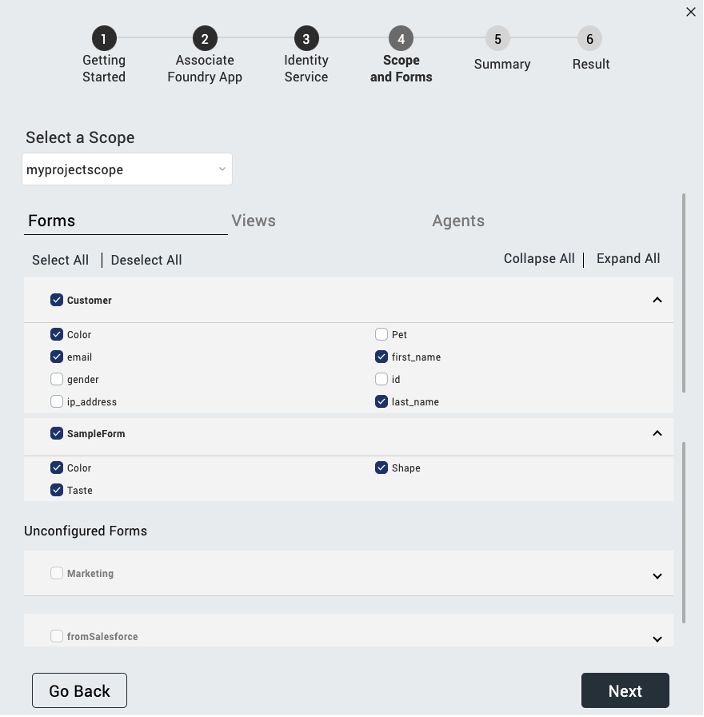 1 2 3 4 5 6
Getting Started
Associate Foundry App
Identity Service
Scope and Forms
Summary
Result
Select a Scope
myprojectscope
Forms Views Agents
Select All | Deselect All Collapse All | Expand All
Customer
Color Pet
email first_name
gender id
ip_address last_name
SampleForm
Color Shape
Taste
Unconfigured Forms
Marketing
fromSalesforce
Go Back Next